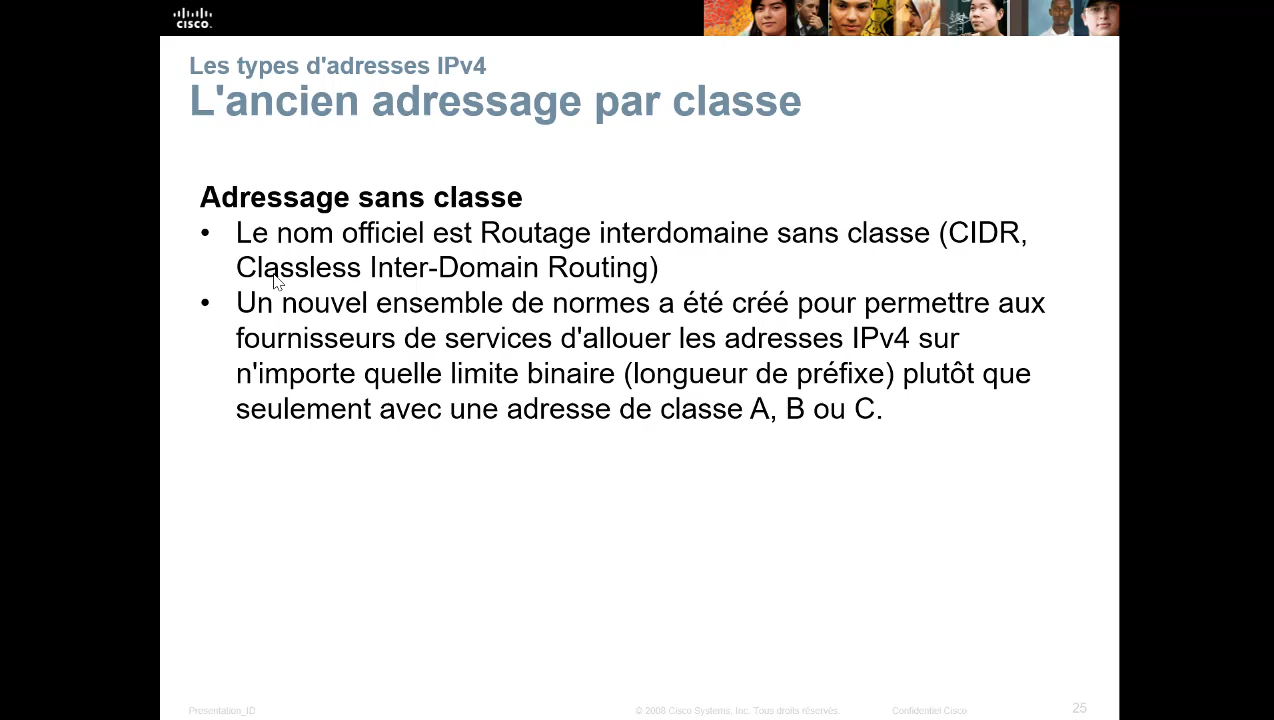 CISCO.
Les types d'adresses IPv4
L'ancien adressage par classe
Adressage sans classe
• Le nom officiel est Routage interdomaine sans classe (CIDR,
Classless Inter-Domain Routing)
• Un nouvel ensemble de normes a été créé pour permettre aux
fournisseurs de services d'allouer les adresses IPv4 sur
n'importe quelle limite binaire (longueur de préfixe) plutôt que
seulement avec une adresse de classe A, B ou C.
Presentation_ID
© 2008 Cisco Systems, Inc. Tous droits réservés.
Confidentiel Cisco
25